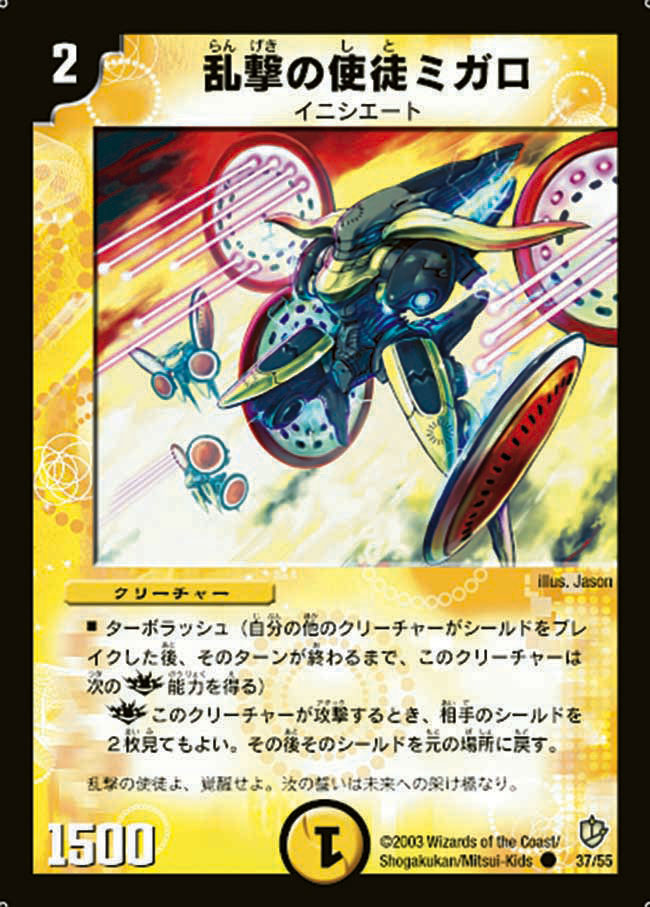 2
乱撃の使徒ミガロ
イニシエート
illus. Jason
クリーチャー
■ ターボラッシュ（自分の他のクリーチャーがシールドをブレ
イクした後、そのターンが終わるまで、このクリーチャーは
次の 能力を得る）
このクリーチャーが攻撃するとき、相手のシールドを
２枚見てもよい。その後そのシールドを元の場所に戻す。
乱撃の使徒よ、覚醒せよ。汝の誓いは未来への架け橋なり。
1500
1
©2003 Wizards of the Coast/
Shogakukan/Mitsui-Kids
37/55